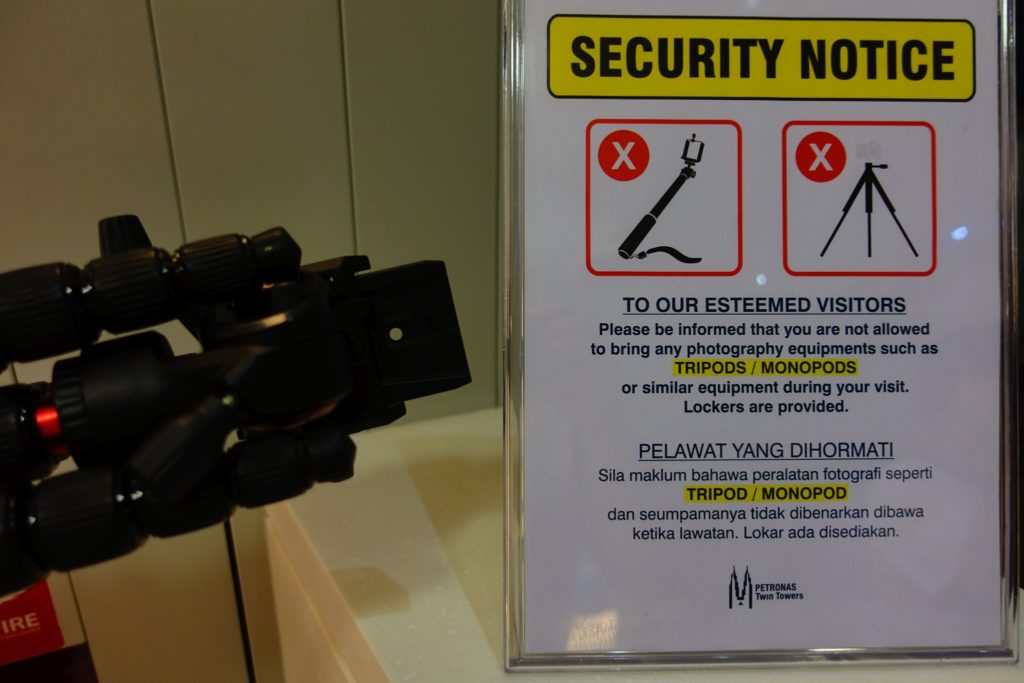 SECURITY NOTICE
X
X
TO OUR ESTEEMED VISITORS
Please be informed that you are not allowed
to bring any photography equipments such as
TRIPODS / MONOPODS
or similar equipment during your visit.
Lockers are provided.
PELAWAT YANG DIHORMATI
Sila maklum bahawa peralatan fotografi seperti
TRIPOD / MONOPOD
dan seumpamanya tidak dibenarkan dibawa
ketika lawatan. Lokar ada disediakan.
PETRONAS
Twin Towers
IRE